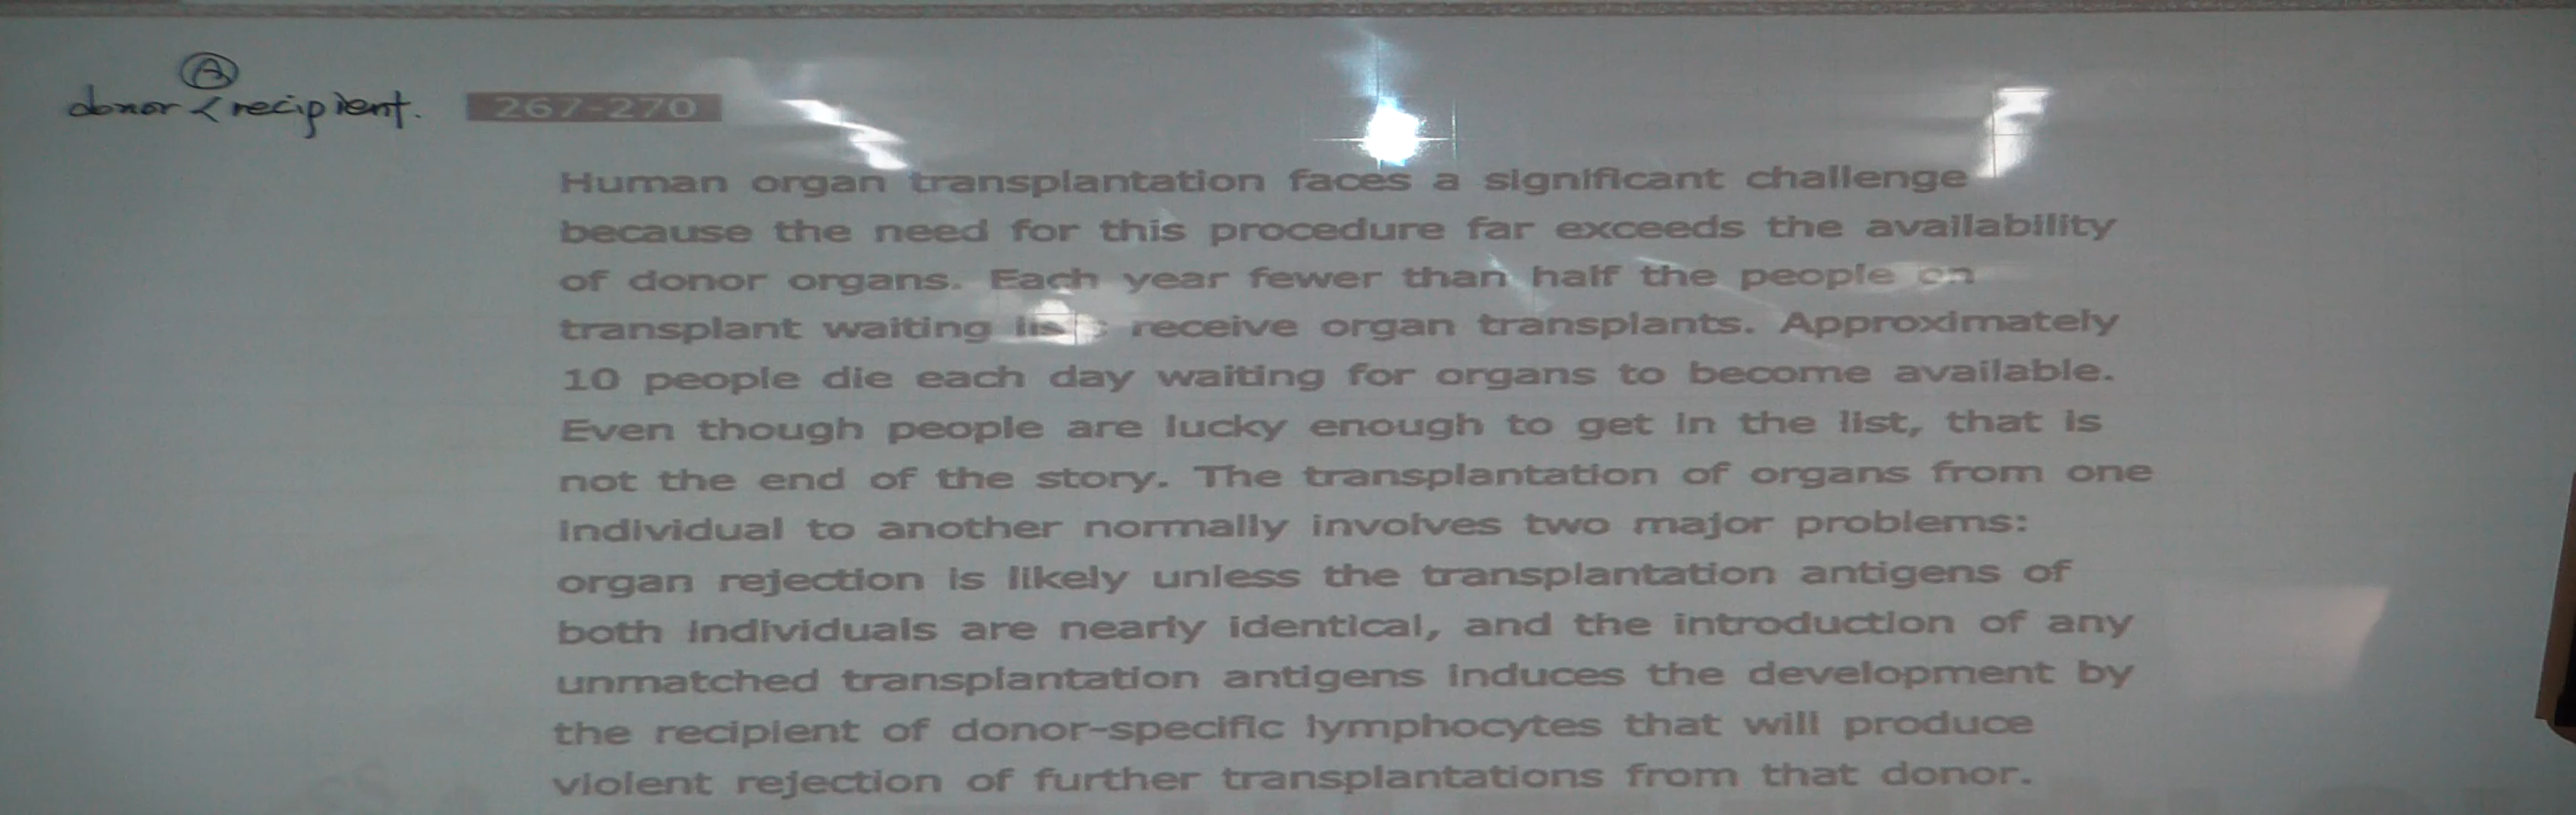 Ⓐ
donor < recipient.
267-270
Human organ transplantation faces a significant challenge
because the need for this procedure far exceeds the availability
of donor organs. Each year fewer than half the people on
transplant waiting lists receive organ transplants. Approximately
10 people die each day waiting for organs to become available.
Even though people are lucky enough to get in the list, that is
not the end of the story. The transplantation of organs from one
individual to another normally involves two major problems:
organ rejection is likely unless the transplantation antigens of
both individuals are nearly identical, and the introduction of any
unmatched transplantation antigens induces the development by
the recipient of donor-specific lymphocytes that will produce
violent rejection of further transplantations from that donor.